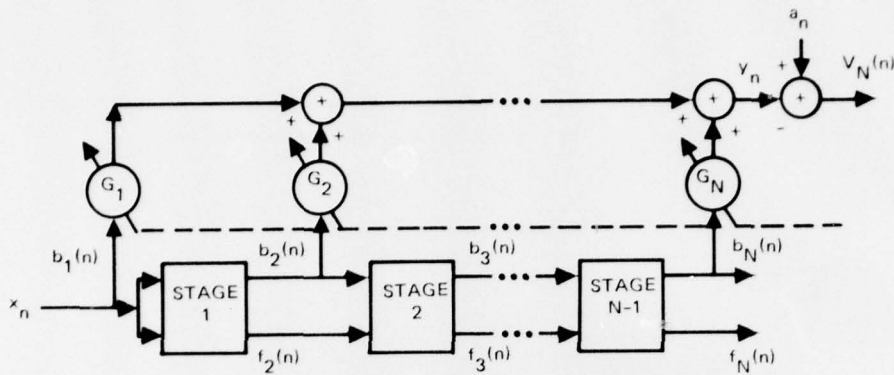 a_n
y_n
V_N(n)
+ + +
+ + + + + -
G_1
G_2
G_N
b_1(n)
b_2(n)
b_3(n)
b_N(n)
x_n
STAGE
1
STAGE
2
STAGE
N-1
f_2(n)
f_3(n)
f_N(n)